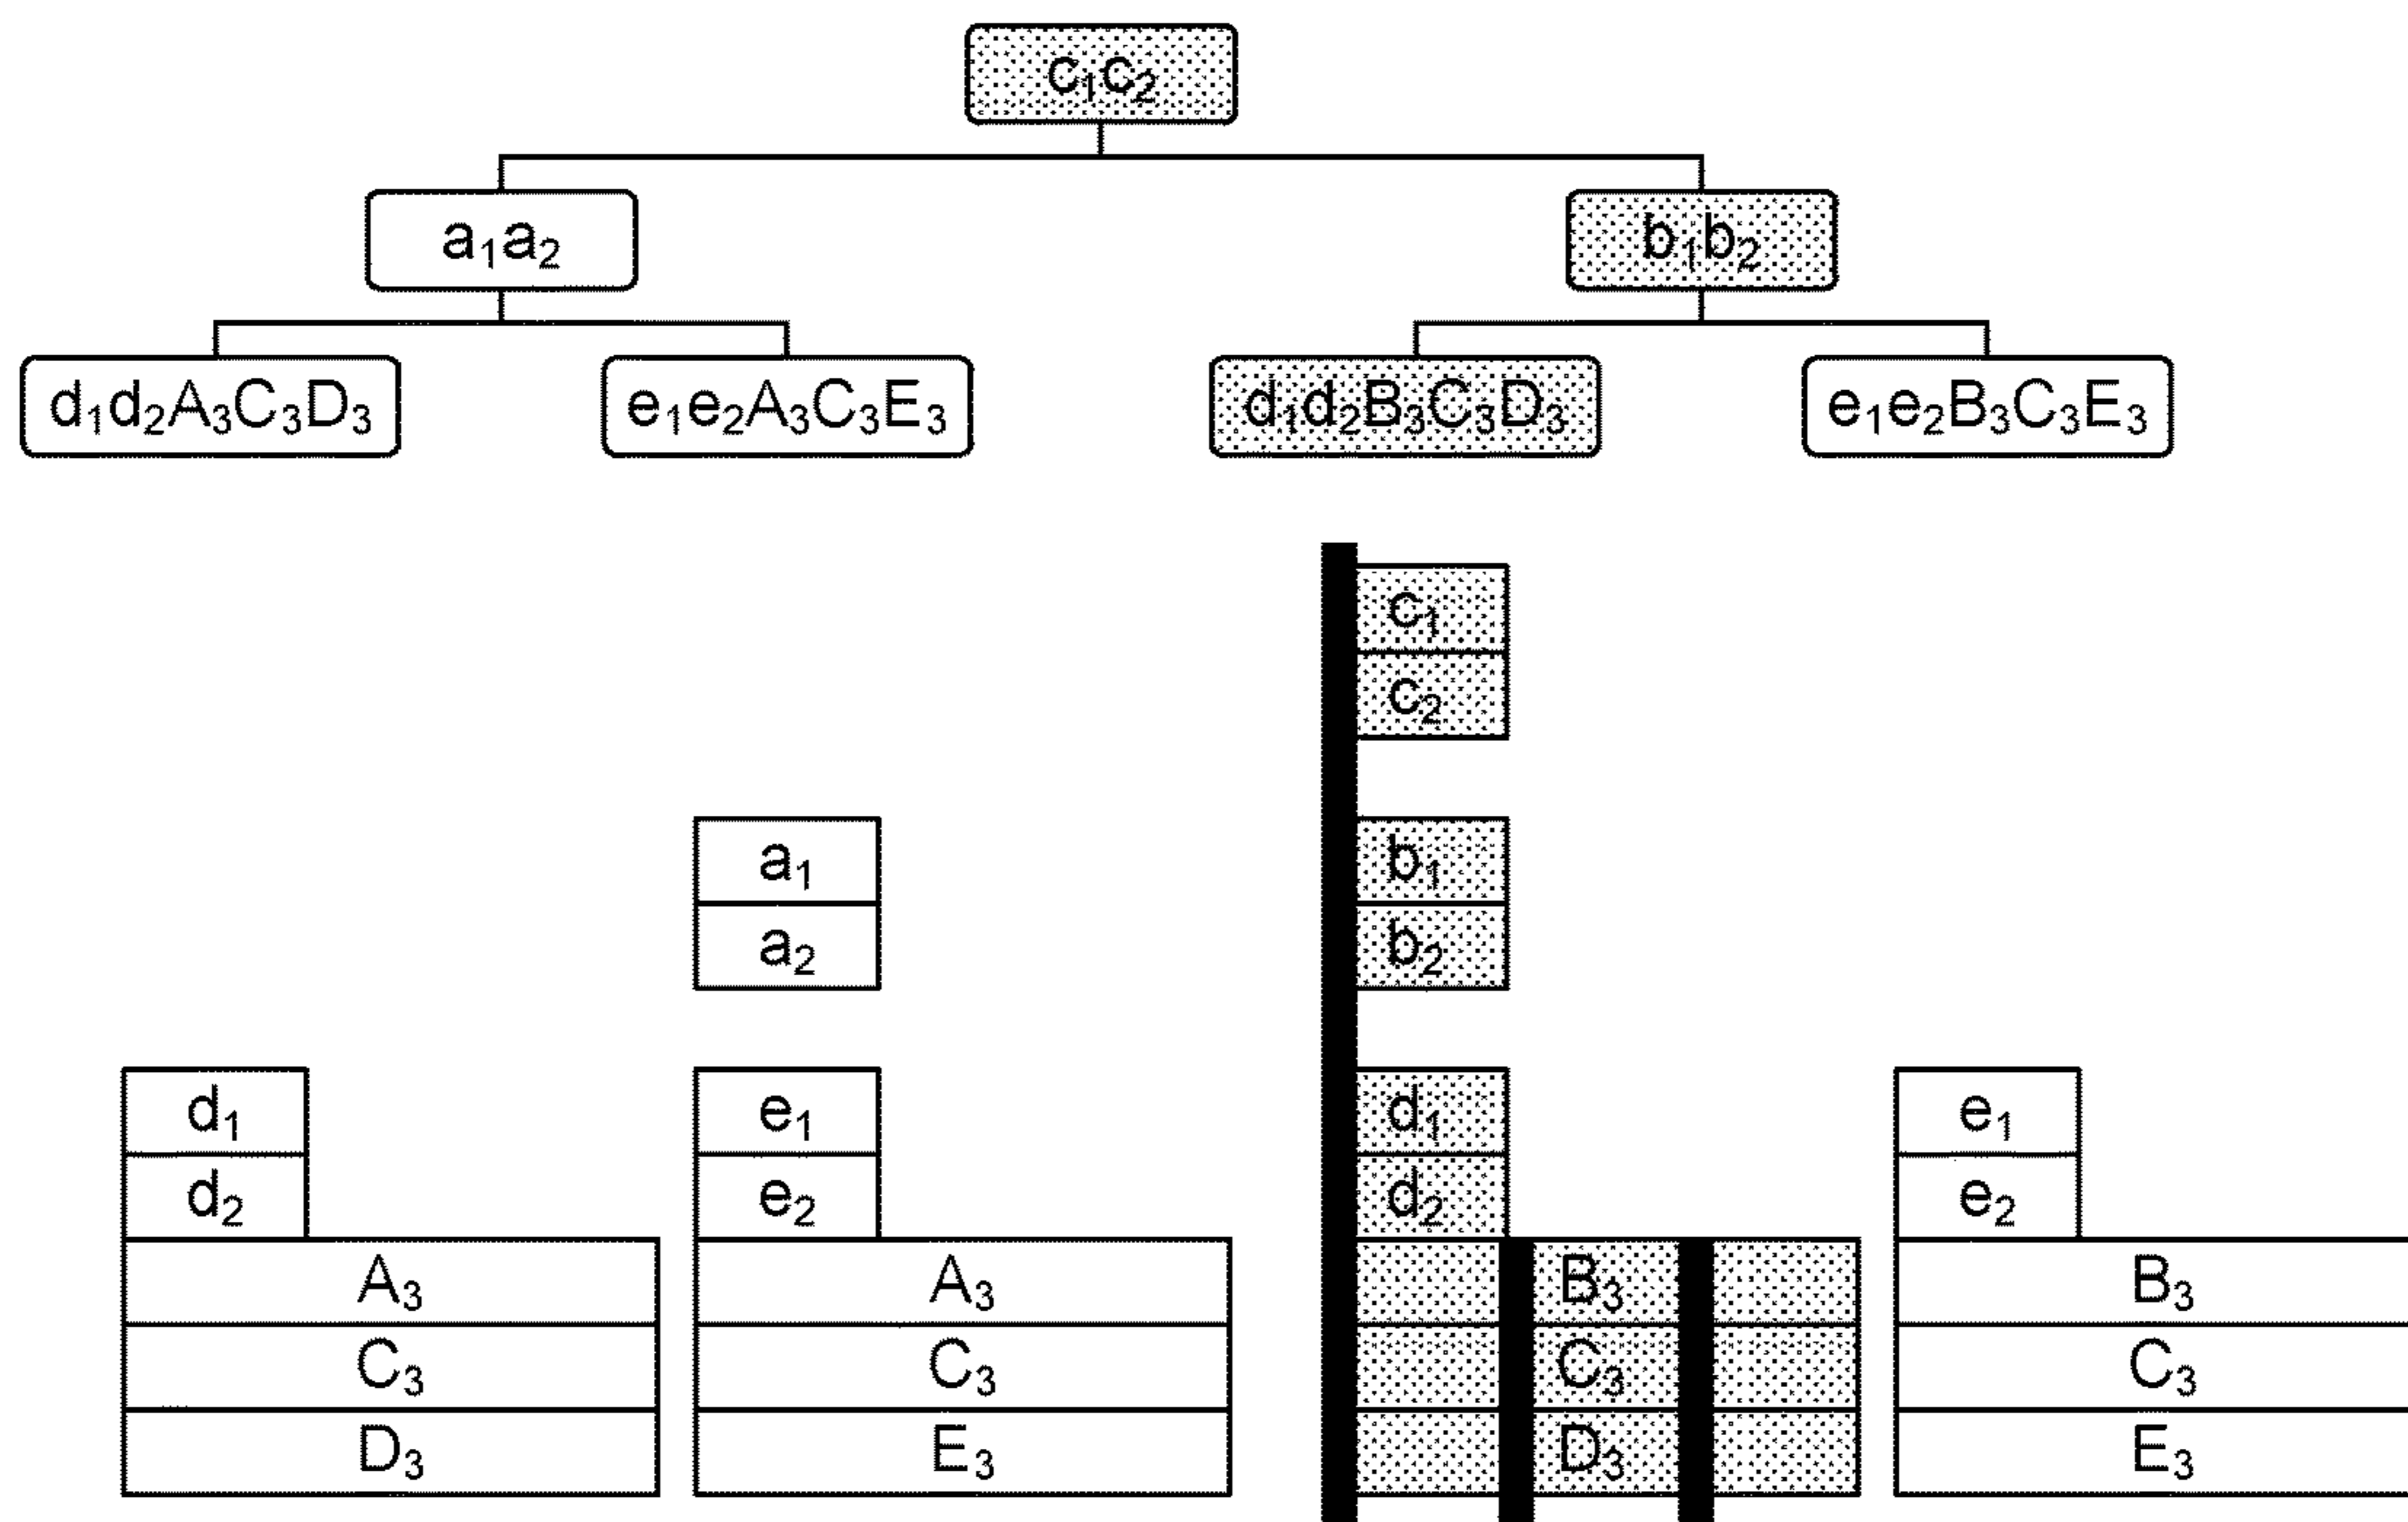 c₁c₂
a₁a₂ b₁b₂
d₁d₂A₃C₃D₃ e₁e₂A₃C₃E₃ d₁d₂B₃C₃D₃ e₁e₂B₃C₃E₃
c₁
c₂
a₁ b₁
a₂ b₂
d₁ e₁ d₁ e₁
d₂ e₂ d₂ e₂
A₃ A₃ B₃ B₃
C₃ C₃ C₃ C₃
D₃ E₃ D₃ E₃